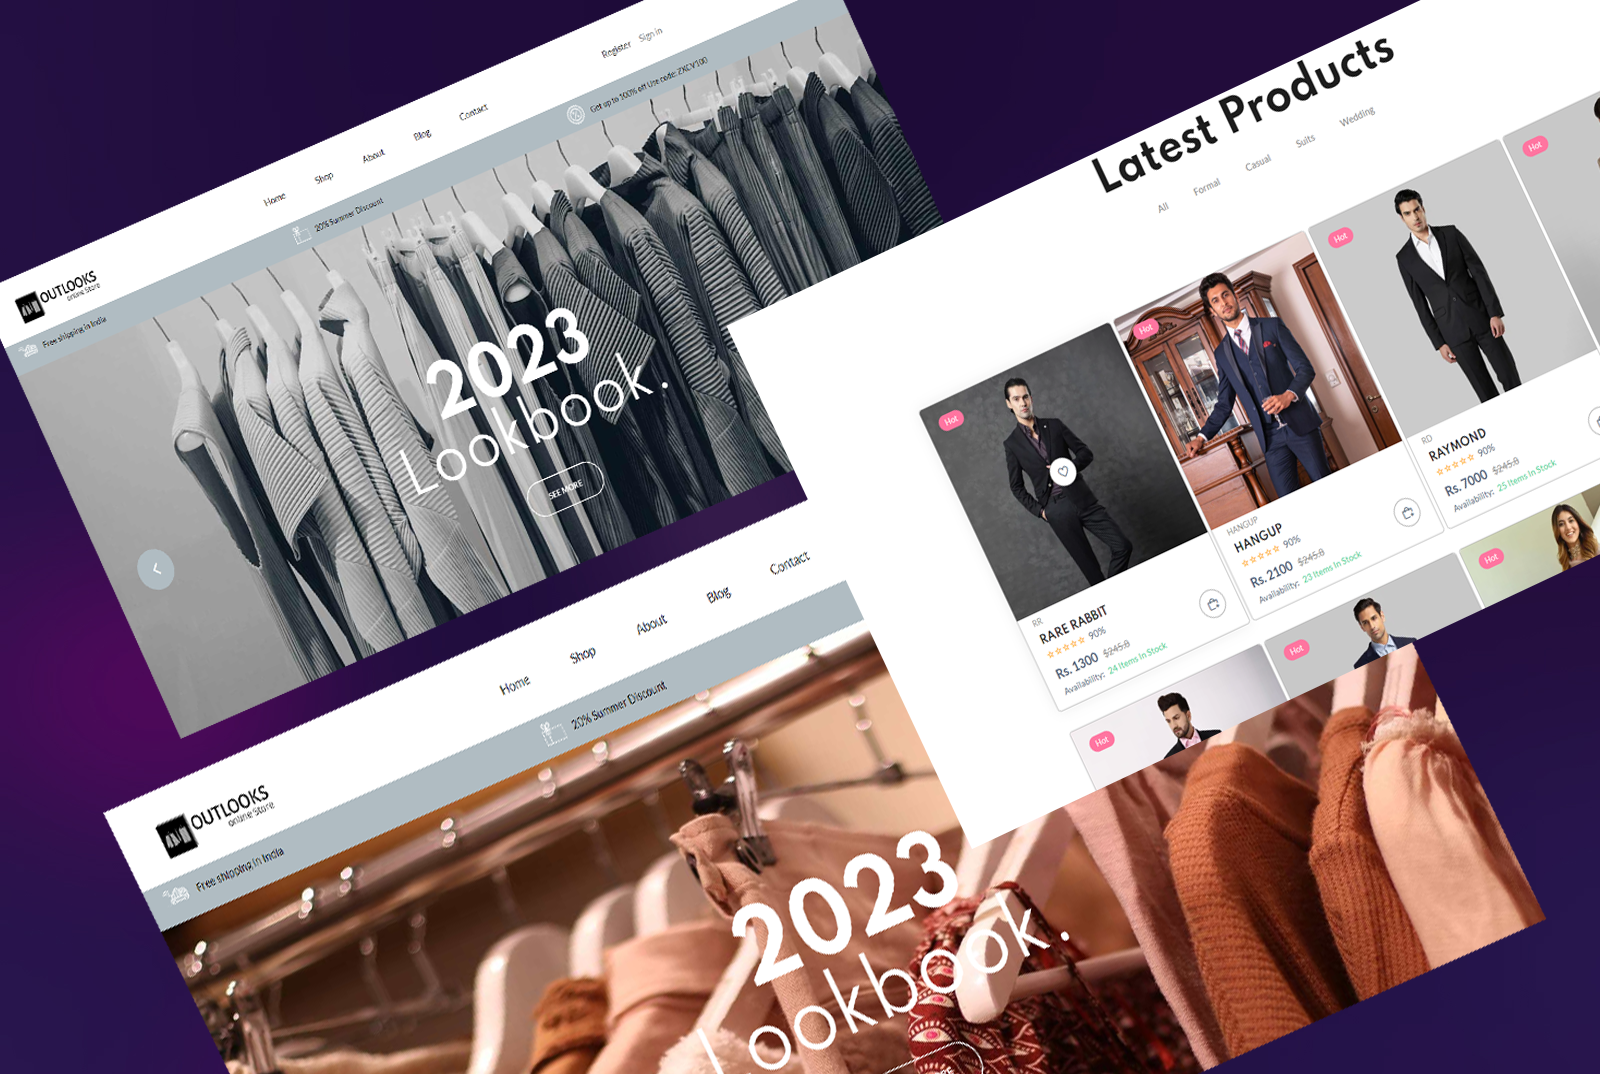 Register Sign in
Home Shop About Blog Contact
OUTLOOKS
online Store
Free shipping in India
20% Summer Discount
Get up to 100% off Use code: ZXCV100
2023
Lookbook.
SEE MORE
Latest Products
All Formal Casual Suits Wedding
Hot
RR
RARE RABBIT
☆☆☆☆☆ 90%
Rs. 1300 $245.8
Availability: 24 Items In Stock
Hot
HANGUP
HANGUP
☆☆☆☆☆ 90%
Rs. 2100 $245.8
Availability: 23 Items In Stock
Hot
RD
RAYMOND
☆☆☆☆☆ 90%
Rs. 7000 $245.8
Availability: 25 Items In Stock
Hot
Hot
Hot
Hot
Home Shop About Blog Contact
OUTLOOKS
online Store
Free shipping in India
20% Summer Discount
2023
Lookbook.